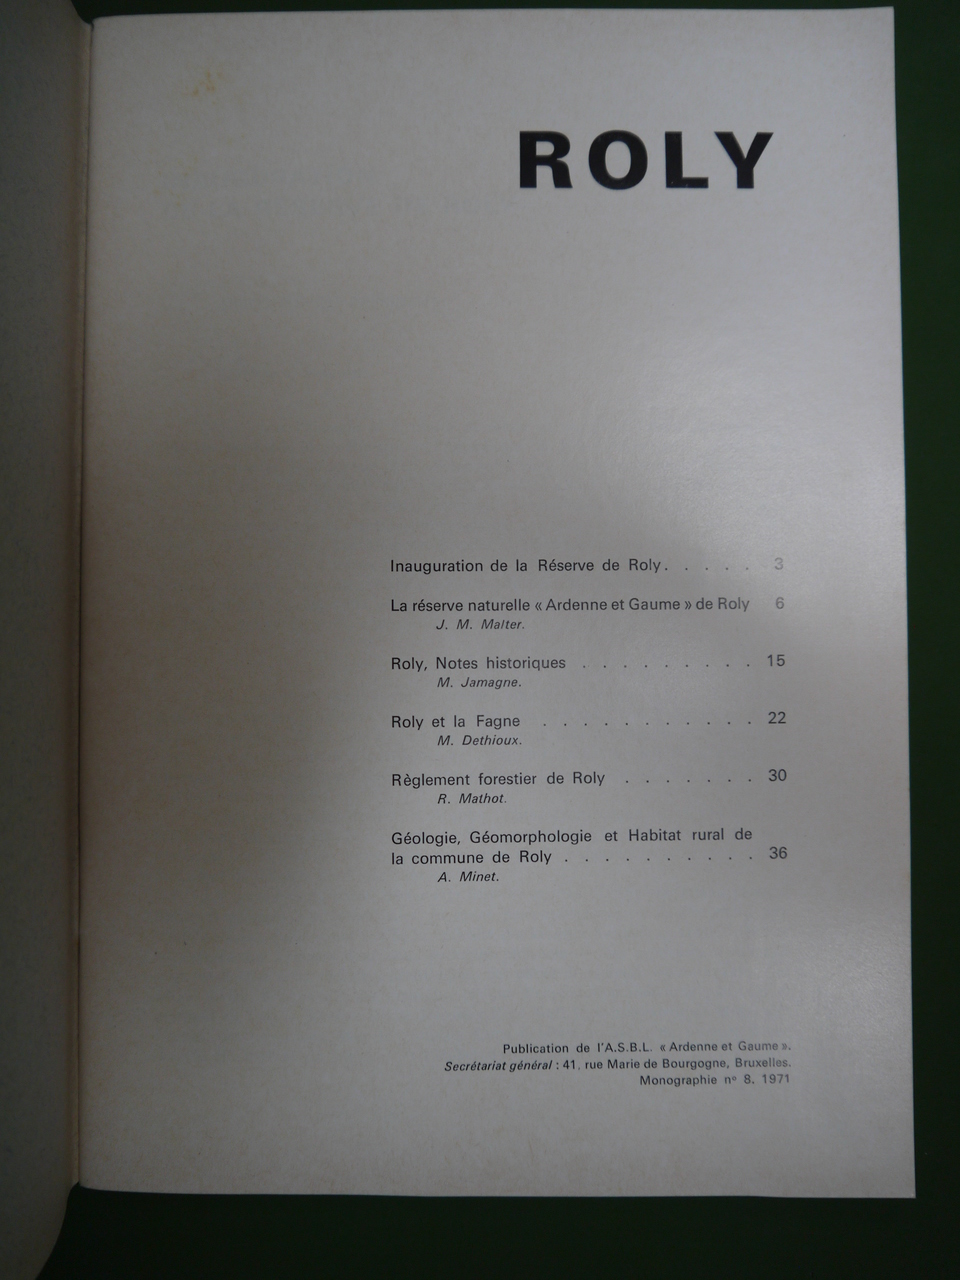 ROLY
Inauguration de la Réserve de Roly. . . . . 3
La réserve naturelle « Ardenne et Gaume » de Roly 6
J. M. Malter.
Roly, Notes historiques . . . . . . . . . 15
M. Jamagne.
Roly et la Fagne . . . . . . . . . . . 22
M. Dethioux.
Règlement forestier de Roly . . . . . . . 30
R. Mathot.
Géologie, Géomorphologie et Habitat rural de
la commune de Roly . . . . . . . . . . 36
A. Minet.
Publication de l'A.S.B.L. « Ardenne et Gaume ».
Secrétariat général : 41, rue Marie de Bourgogne, Bruxelles.
Monographie nº 8. 1971